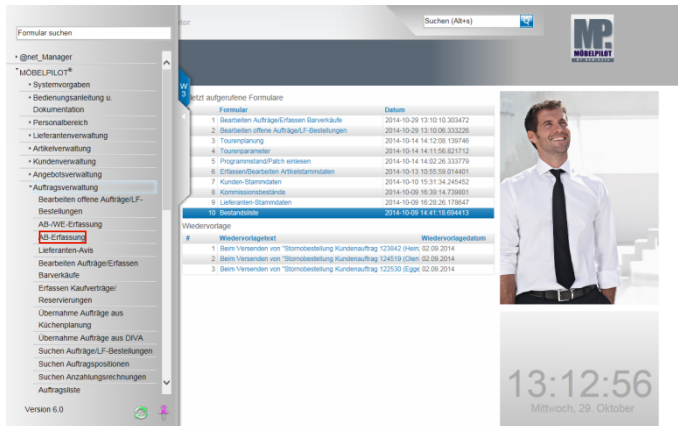 Formular suchen
tor
Suchen (Alt+s)
MP.
MÖBELPILOT
@net_Manager
MÖBELPILOT®
Systemvorgaben
Bedienungsanleitung u.
Dokumentation
Personalbereich
Lieferantenverwaltung
Artikelverwaltung
Kundenverwaltung
Angebotsverwaltung
Auftragsverwaltung
Bearbeiten offene Aufträge/LF-
Bestellungen
AB-/WE-Erfassung
AB-Erfassung
Lieferanten-Avis
Bearbeiten Aufträge/Erfassen
Barverkäufe
Erfassen Kaufverträge/
Reservierungen
Übernahme Aufträge aus
Küchenplanung
Übernahme Aufträge aus DIVA
Suchen Aufträge/LF-Bestellungen
Suchen Auftragspositionen
Suchen Anzahlungsrechnungen
Auftragsliste
Version 6.0
W
3
letzt aufgerufene Formulare
Formular Datum
1 Bearbeiten Aufträge/Erfassen Barverkäufe 2014-10-29 13:10:10.303472
2 Bearbeiten offene Aufträge/LF-Bestellungen 2014-10-29 13:10:06.333226
3 Tourenplanung 2014-10-14 14:12:08.139746
4 Tourenparameter 2014-10-14 14:11:56.821712
5 Programmstand/Patch einlesen 2014-10-14 14:02:26.333779
6 Erfassen/Bearbeiten Artikelstammdaten 2014-10-13 10:55:59.014401
7 Kunden-Stammdaten 2014-10-10 15:31:34.245452
8 Kommissionsbestände 2014-10-09 16:39:14.739801
9 Lieferanten-Stammdaten 2014-10-09 16:28:26.178647
10 Bestandsliste 2014-10-09 14:41:18.694413
Wiedervorlage
# Wiedervorlagetext Wiedervorlagedatum
1 Beim Versenden von "Stornobestellung Kundenauftrag 123842 (Hein; 02.09.2014
2 Beim Versenden von "Stornobestellung Kundenauftrag 124519 (Glen 02.09.2014
3 Beim Versenden von "Stornobestellung Kundenauftrag 122530 (Egge 02.09.2014
13:12:56
Mittwoch, 29. Oktober